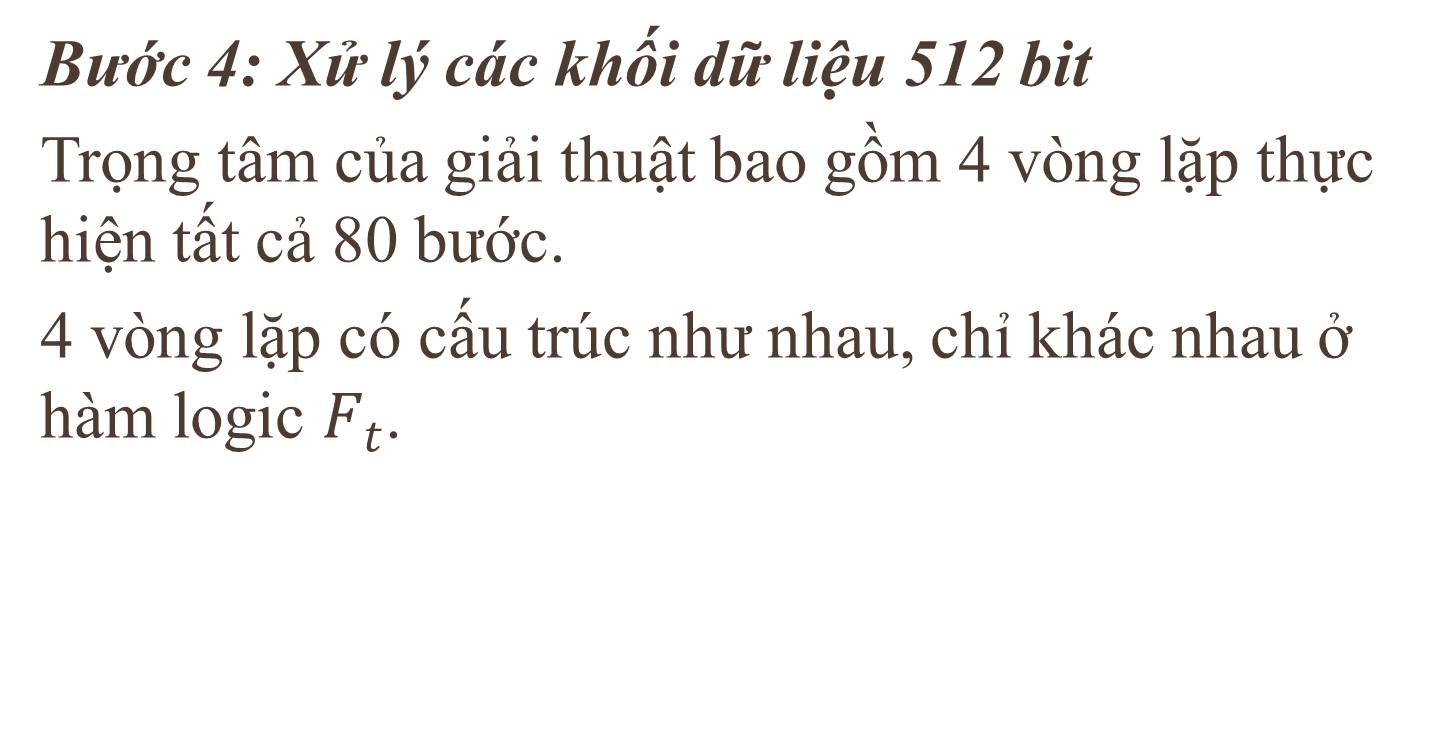 Bước 4: Xử lý các khối dữ liệu 512 bit
Trọng tâm của giải thuật bao gồm 4 vòng lặp thực
hiện tất cả 80 bước.
4 vòng lặp có cấu trúc như nhau, chỉ khác nhau ở
hàm logic F_t.